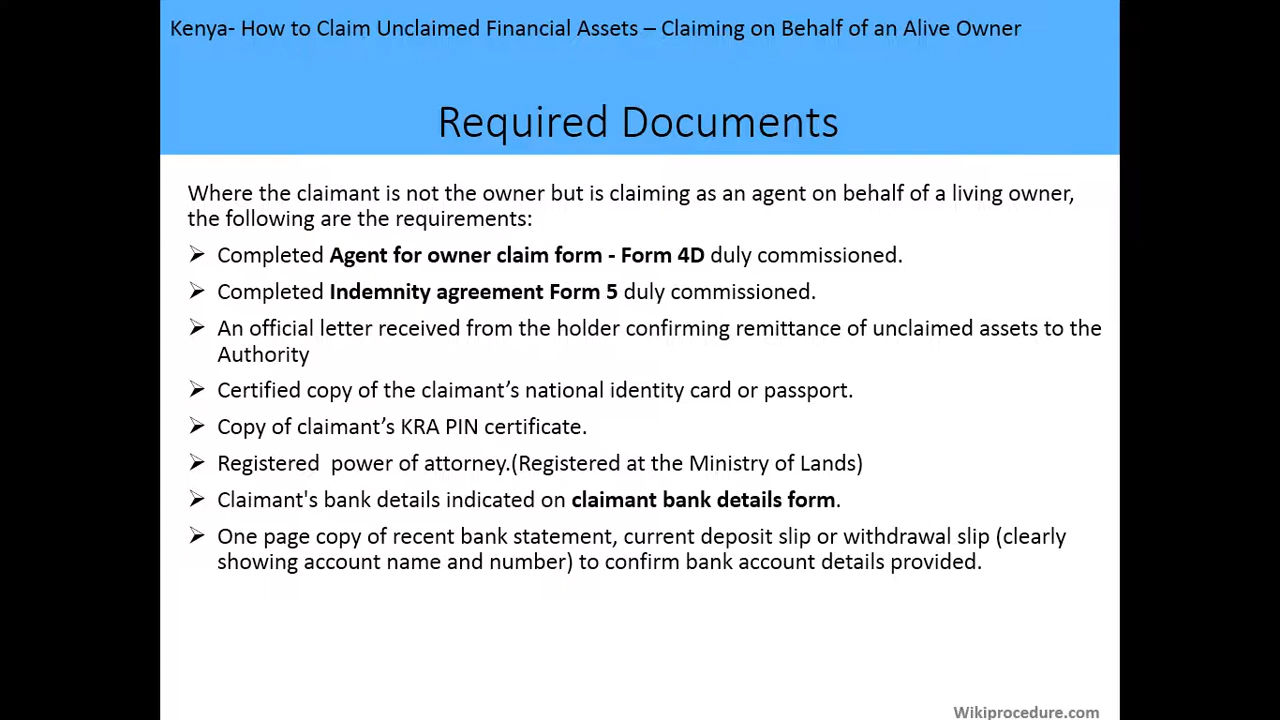 Kenya- How to Claim Unclaimed Financial Assets – Claiming on Behalf of an Alive Owner
Required Documents
Where the claimant is not the owner but is claiming as an agent on behalf of a living owner,
the following are the requirements:
➢ Completed Agent for owner claim form - Form 4D duly commissioned.
➢ Completed Indemnity agreement Form 5 duly commissioned.
➢ An official letter received from the holder confirming remittance of unclaimed assets to the
Authority
➢ Certified copy of the claimant’s national identity card or passport.
➢ Copy of claimant’s KRA PIN certificate.
➢ Registered  power of attorney.(Registered at the Ministry of Lands)
➢ Claimant's bank details indicated on claimant bank details form.
➢ One page copy of recent bank statement, current deposit slip or withdrawal slip (clearly
showing account name and number) to confirm bank account details provided.
Wikiprocedure.com